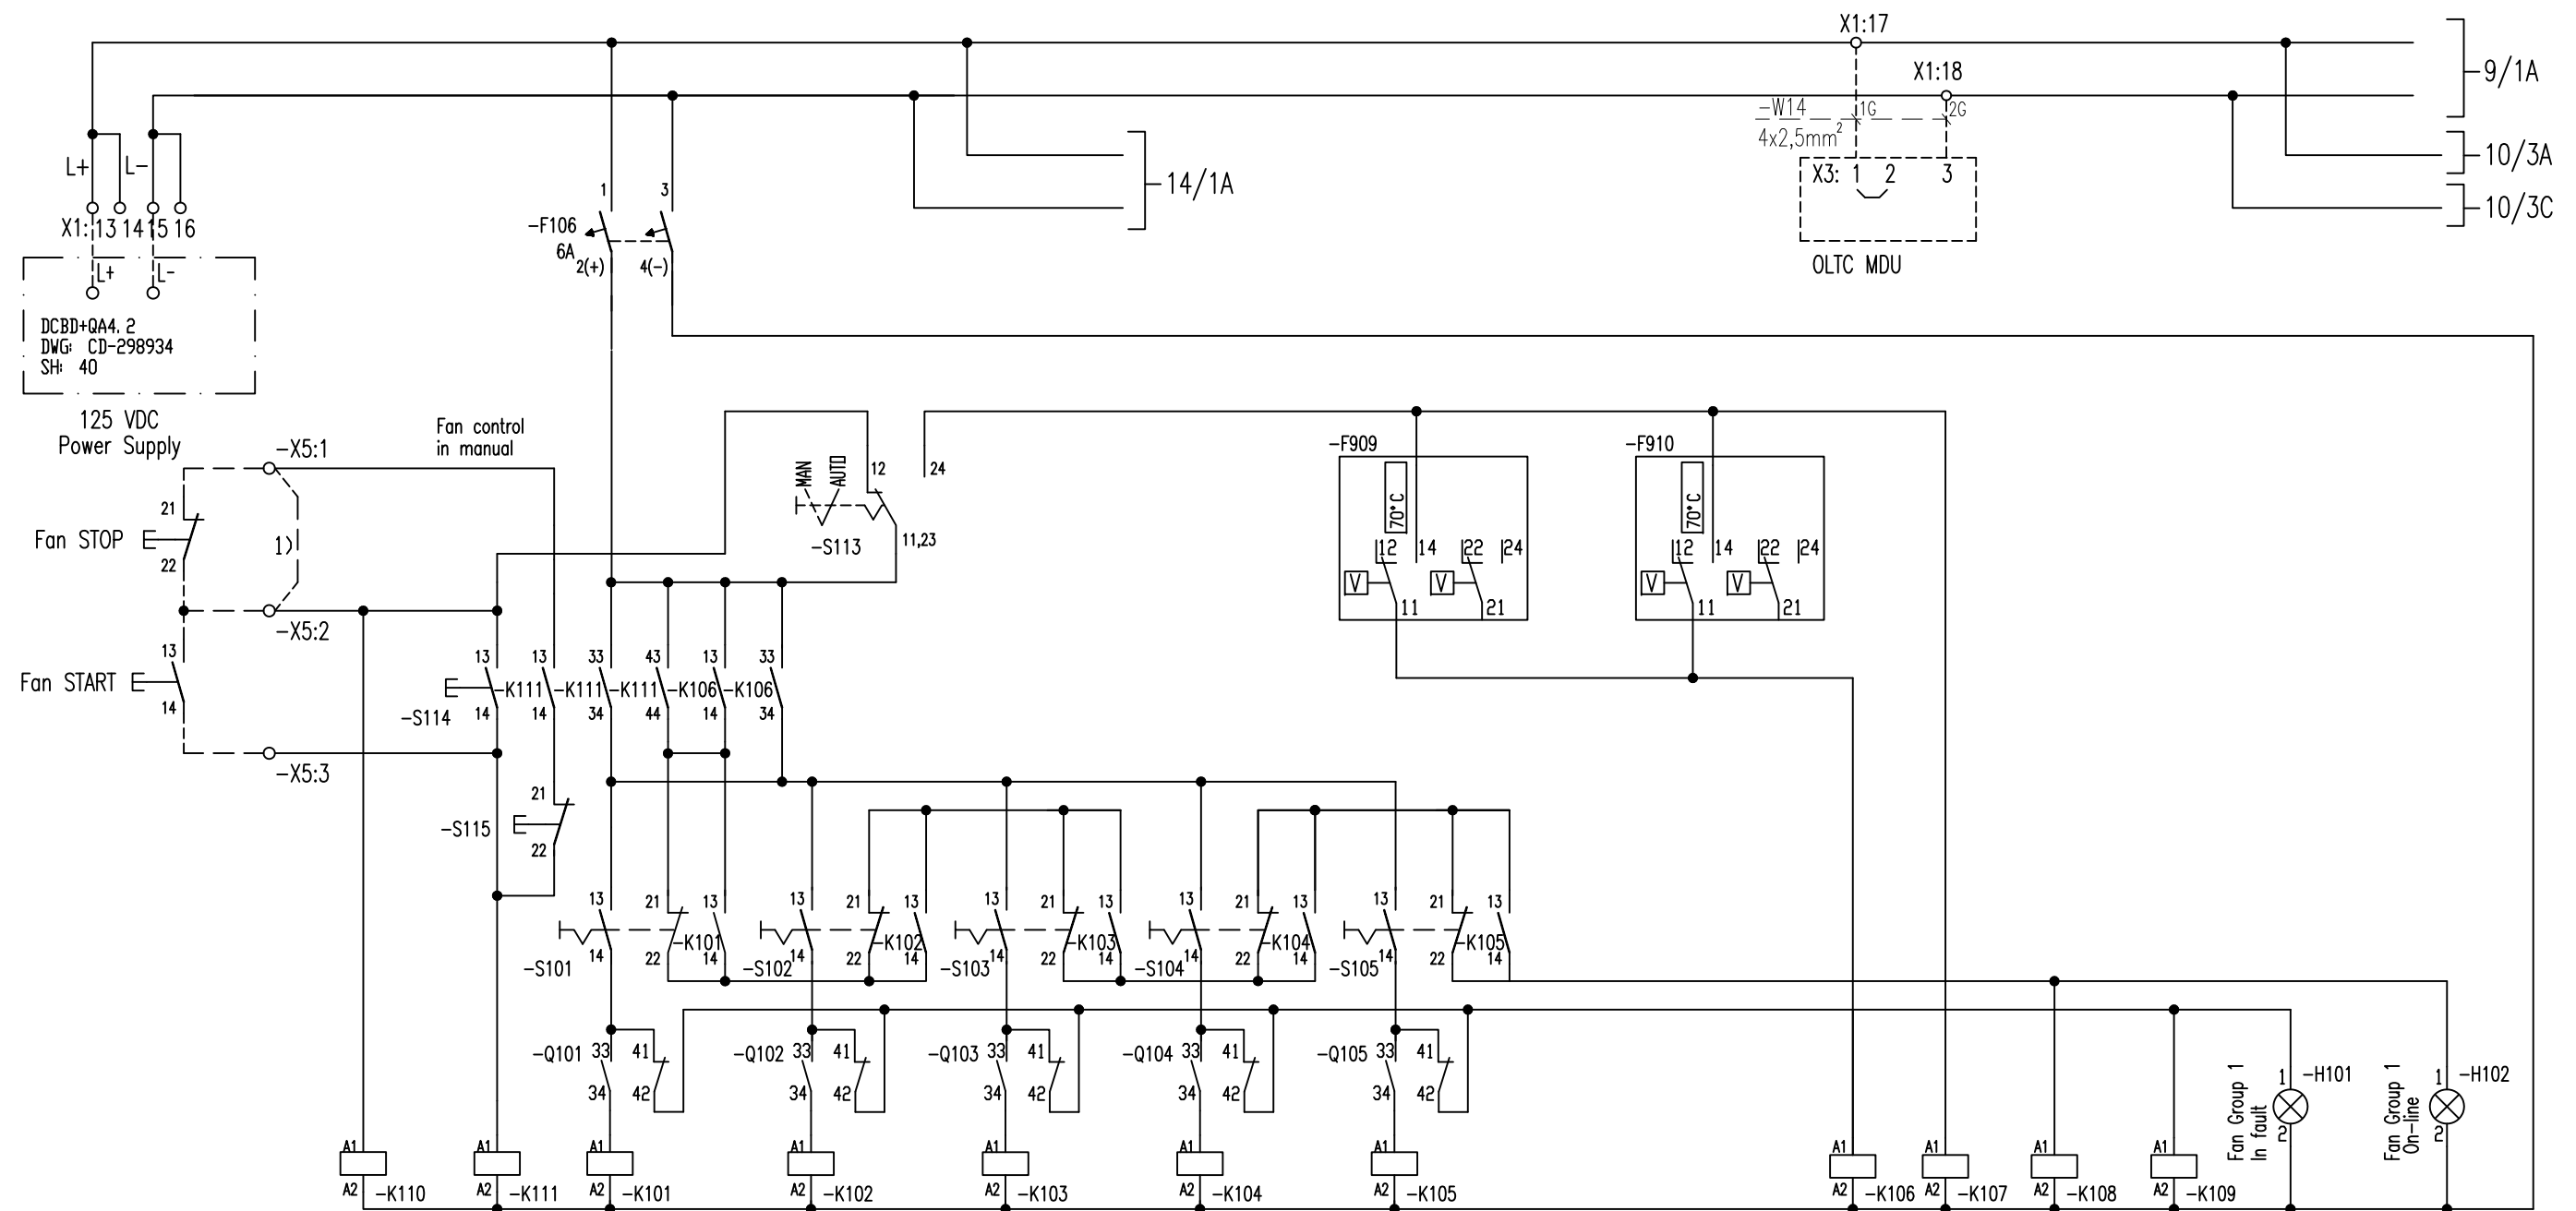 X1:17
9/1A
X1:18
-W14
1G
2G
4x2,5mm²
10/3A
L+
L-
14/1A
X3: 1 2 3
10/3C
X1: 13 14 15 16
1
3
-F106
6A
2(+)
4(-)
OLTC MDU
L+
L-
DCBD+QA4.2
DWG: CD-298934
SH: 40
125 VDC
Power Supply
Fan control
in manual
-X5:1
-F909
-F910
MAN
AUTO
12
24
70°C
70°C
21
Fan STOP
1)
-S113
11,23
12 14 22 24
12 14 22 24
22
V
V
V
V
11
21
11
21
-X5:2
13
13 13 33 43 13 33
Fan START
-K111 -K111 -K111 -K106 -K106
14
-S114
14 14 34 44 14 34
-X5:3
21
-S115
22
13 21 13 13 21 13 13 21 13 13 21 13 13 21 13
-K101 -K102 -K103 -K104 -K105
14 22 14 14 22 14 14 22 14 14 22 14 14 22 14
-S101 -S102 -S103 -S104 -S105
-Q101 33 41 -Q102 33 41 -Q103 33 41 -Q104 33 41 -Q105 33 41
34 42 34 42 34 42 34 42 34 42
Fan Group 1
In fault
1
-H101
2
Fan Group 1
On-line
1
-H102
2
A1 A1 A1 A1 A1 A1 A1 A1 A1 A1 A1
A2 -K110 A2 -K111 A2 -K101 A2 -K102 A2 -K103 A2 -K104 A2 -K105 A2 -K106 A2 -K107 A2 -K108 A2 -K109